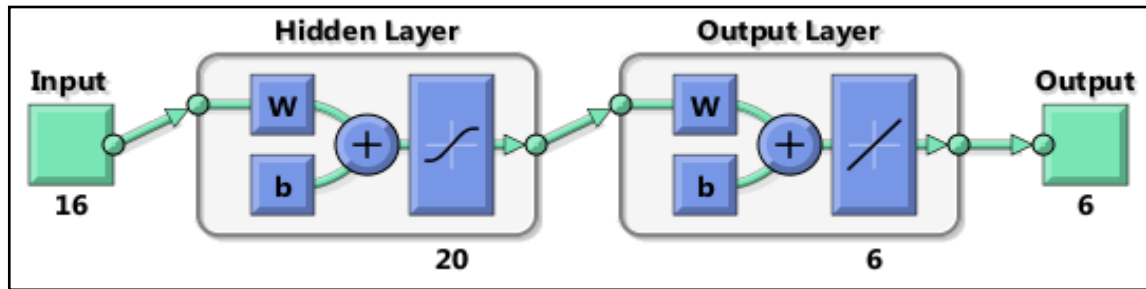 Hidden Layer Output Layer
Input Output
W W
+ +
b b
16 6
20 6